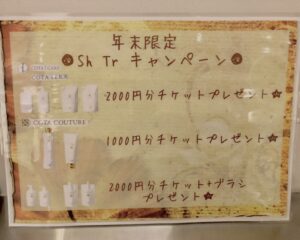 年末限定
Sh Tr キャンペーン
COTA I CARE
2000円分チケットプレゼント☆
COTA COUTURE
1000円分チケットプレゼント☆
2000円分チケット+ブラシ
プレゼント☆